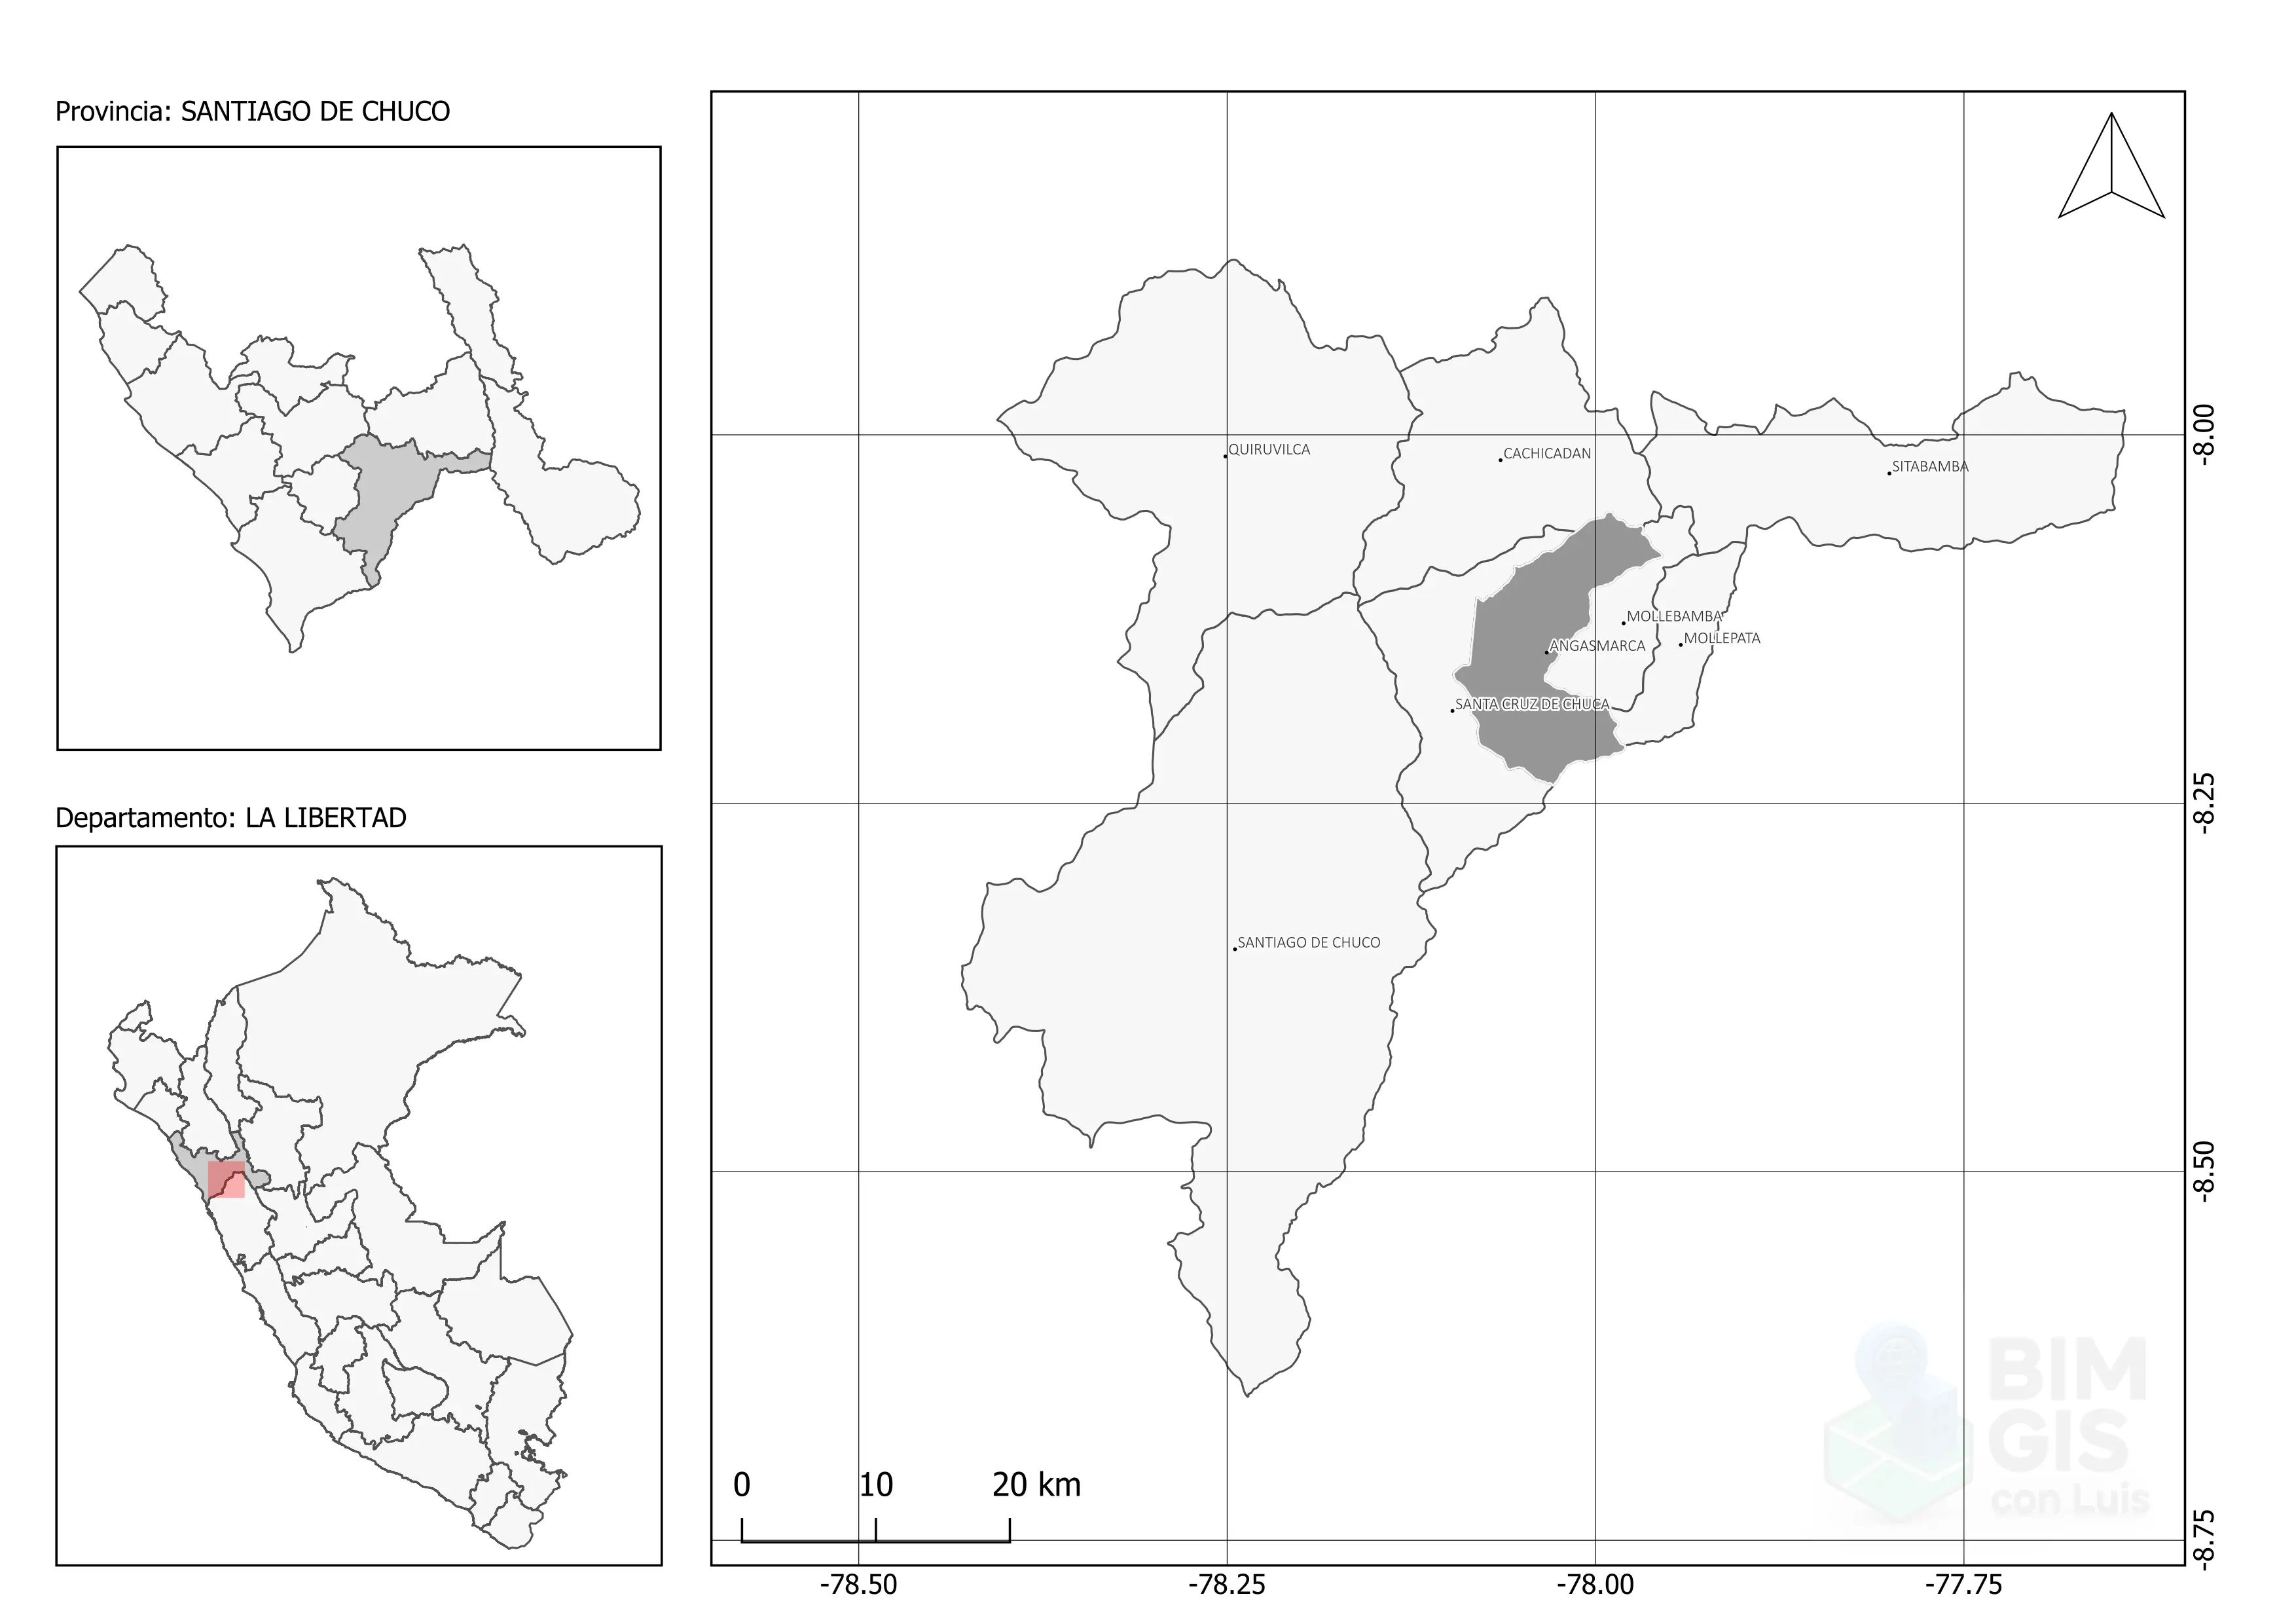 Provincia: SANTIAGO DE CHUCO
Departamento: LA LIBERTAD
QUIRUVILCA
CACHICADAN
SITABAMBA
MOLLEBAMBA
MOLLEPATA
ANGASMARCA
SANTA CRUZ DE CHUCA
SANTIAGO DE CHUCO
-8.00
-8.25
-8.50
-8.75
0 10 20 km
BIM
GIS
con Luis
-78.50 -78.25 -78.00 -77.75